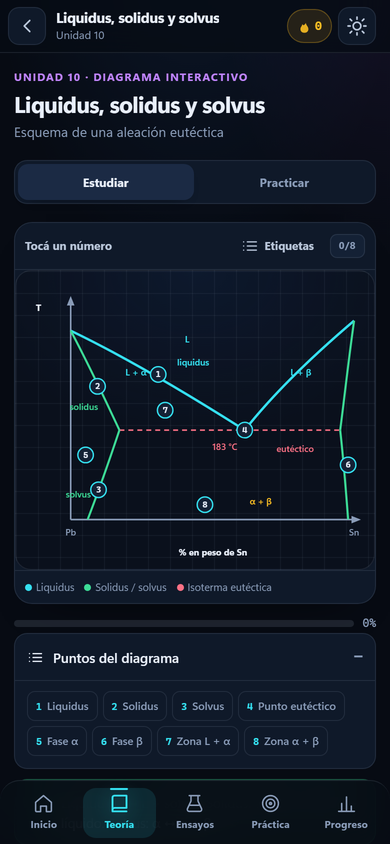 Liquidus, solidus y solvus
Unidad 10
0
UNIDAD 10 · DIAGRAMA INTERACTIVO
Liquidus, solidus y solvus
Esquema de una aleación eutéctica
Estudiar
Practicar
Tocá un número
Etiquetas
0/8
T
L
liquidus
L + α
1
L + β
2
solidus
7
4
183 °C
eutéctico
5
6
solvus
3
8
α + β
Pb
Sn
% en peso de Sn
Liquidus
Solidus / solvus
Isoterma eutéctica
0%
Puntos del diagrama
1 Liquidus
2 Solidus
3 Solvus
4 Punto eutéctico
5 Fase α
6 Fase β
7 Zona L + α
8 Zona α + β
Inicio
Teoría
Ensayos
Práctica
Progreso